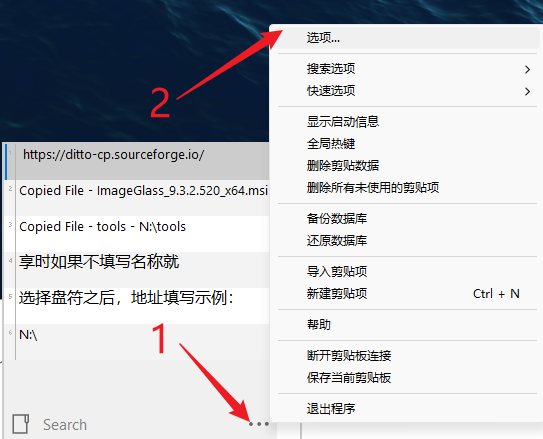 1 https://ditto-cp.sourceforge.io/
2 Copied File - ImageGlass_9.3.2.520_x64.msi
3 Copied File - tools - N:\tools
4 享时如果不填写名称就
5 选择盘符之后，地址填写示例：
6 N:\
Search
1
2
选项...
搜索选项
快速选项
显示启动信息
全局热键
删除剪贴数据
删除所有未使用的剪贴项
备份数据库
还原数据库
导入剪贴项
新建剪贴项 Ctrl + N
帮助
断开剪贴板连接
保存当前剪贴板
退出程序